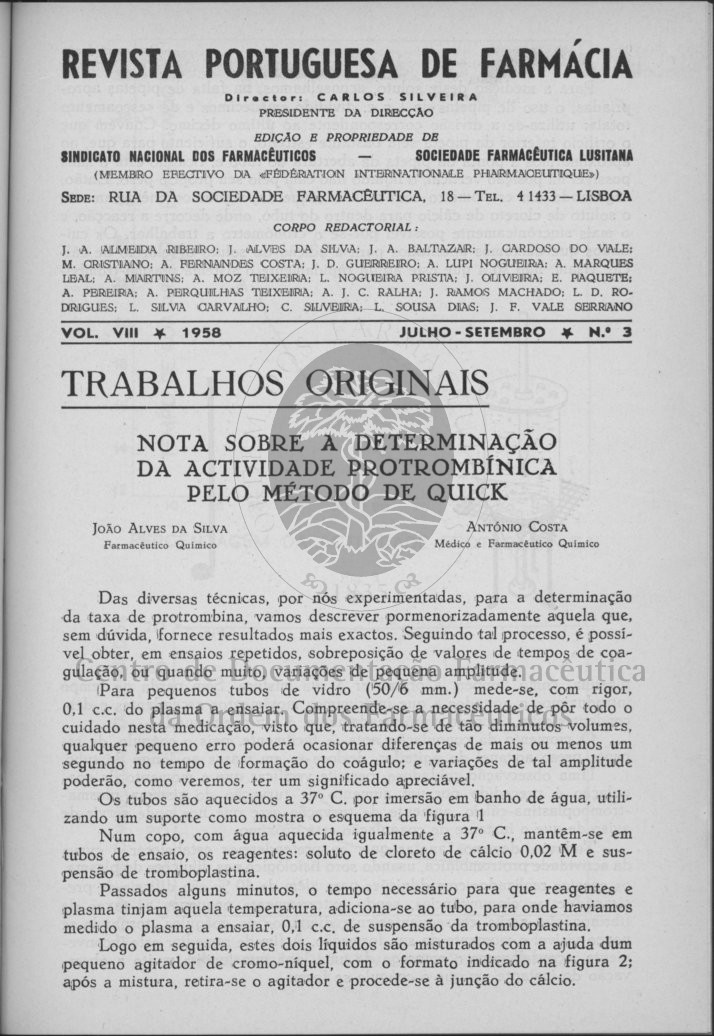 REVISTA PORTUGUESA DE FARMÁCIA
Director: CARLOS SILVEIRA
PRESIDENTE DA DIRECÇÃO
EDIÇÃO E PROPRIEDADE DE
SINDICATO NACIONAL DOS FARMACÊUTICOS — SOCIEDADE FARMACÊUTICA LUSITANA
(MEMBRO EFECTIVO DA «FÉDÉRATION INTERNATIONALE PHARMACEUTIQUE»)
SEDE: RUA DA SOCIEDADE FARMACÊUTICA, 18 — TEL. 4 1433 — LISBOA
CORPO REDACTORIAL:
J. A. ALMEIDA RIBEIRO; J. ALVES DA SILVA; J. A. BALTAZAR; J. CARDOSO DO VALE;
M. CRISTIANO; A. FERNANDES COSTA; J. D. GUERREIRO; A. LUPI NOGUEIRA; A. MARQUES
LEAL; A. MARTINS; A. MOZ TEIXEIRA; L. NOGUEIRA PRISTA; J. OLIVEIRA; E. PAQUETE;
A. PEREIRA; A. PERQUILHAS TEIXEIRA; A. J. C. RALHA; J. RAMOS MACHADO; L. D. RO-
DRIGUES; L. SILVA CARVALHO; C. SILVEIRA; L. SOUSA DIAS; J. F. VALE SERRANO
VOL. VIII ★ 1958 JULHO - SETEMBRO ★ N.º 3
TRABALHOS ORIGINAIS
NOTA SOBRE A DETERMINAÇÃO
DA ACTIVIDADE PROTROMBÍNICA
PELO MÉTODO DE QUICK
JOÃO ALVES DA SILVA
Farmacêutico Químico
ANTÓNIO COSTA
Médico e Farmacêutico Químico
1835
Das diversas técnicas, por nós experimentadas, para a determinação
da taxa de protrombina, vamos descrever pormenorizadamente aquela que,
sem dúvida, fornece resultados mais exactos. Seguindo tal processo, é possí-
vel obter, em ensaios repetidos, sobreposição de valores de tempos de coa-
gulação, ou quando muito, variações de pequena amplitude.
Centro de Documentação Farmacêutica
Para pequenos tubos de vidro (50/6 mm.) mede-se, com rigor,
0,1 c.c. do plasma a ensaiar. Compreende-se a necessidade de pôr todo o
da Ordem dos Farmacêuticos
cuidado nesta medicação, visto que, tratando-se de tão diminutos volumes,
qualquer pequeno erro poderá ocasionar diferenças de mais ou menos um
segundo no tempo de formação do coágulo; e variações de tal amplitude
poderão, como veremos, ter um significado apreciável.
Os tubos são aquecidos a 37º C. por imersão em banho de água, utili-
zando um suporte como mostra o esquema da figura 1
Num copo, com água aquecida igualmente a 37º C., mantêm-se em
tubos de ensaio, os reagentes: soluto de cloreto de cálcio 0,02 M e sus-
pensão de tromboplastina.
Passados alguns minutos, o tempo necessário para que reagentes e
plasma tinjam aquela temperatura, adiciona-se ao tubo, para onde haviamos
medido o plasma a ensaiar, 0,1 c.c. de suspensão da tromboplastina.
Logo em seguida, estes dois líquidos são misturados com a ajuda dum
pequeno agitador de cromo-níquel, com o formato indicado na figura 2;
após a mistura, retira-se o agitador e procede-se à junção do cálcio.